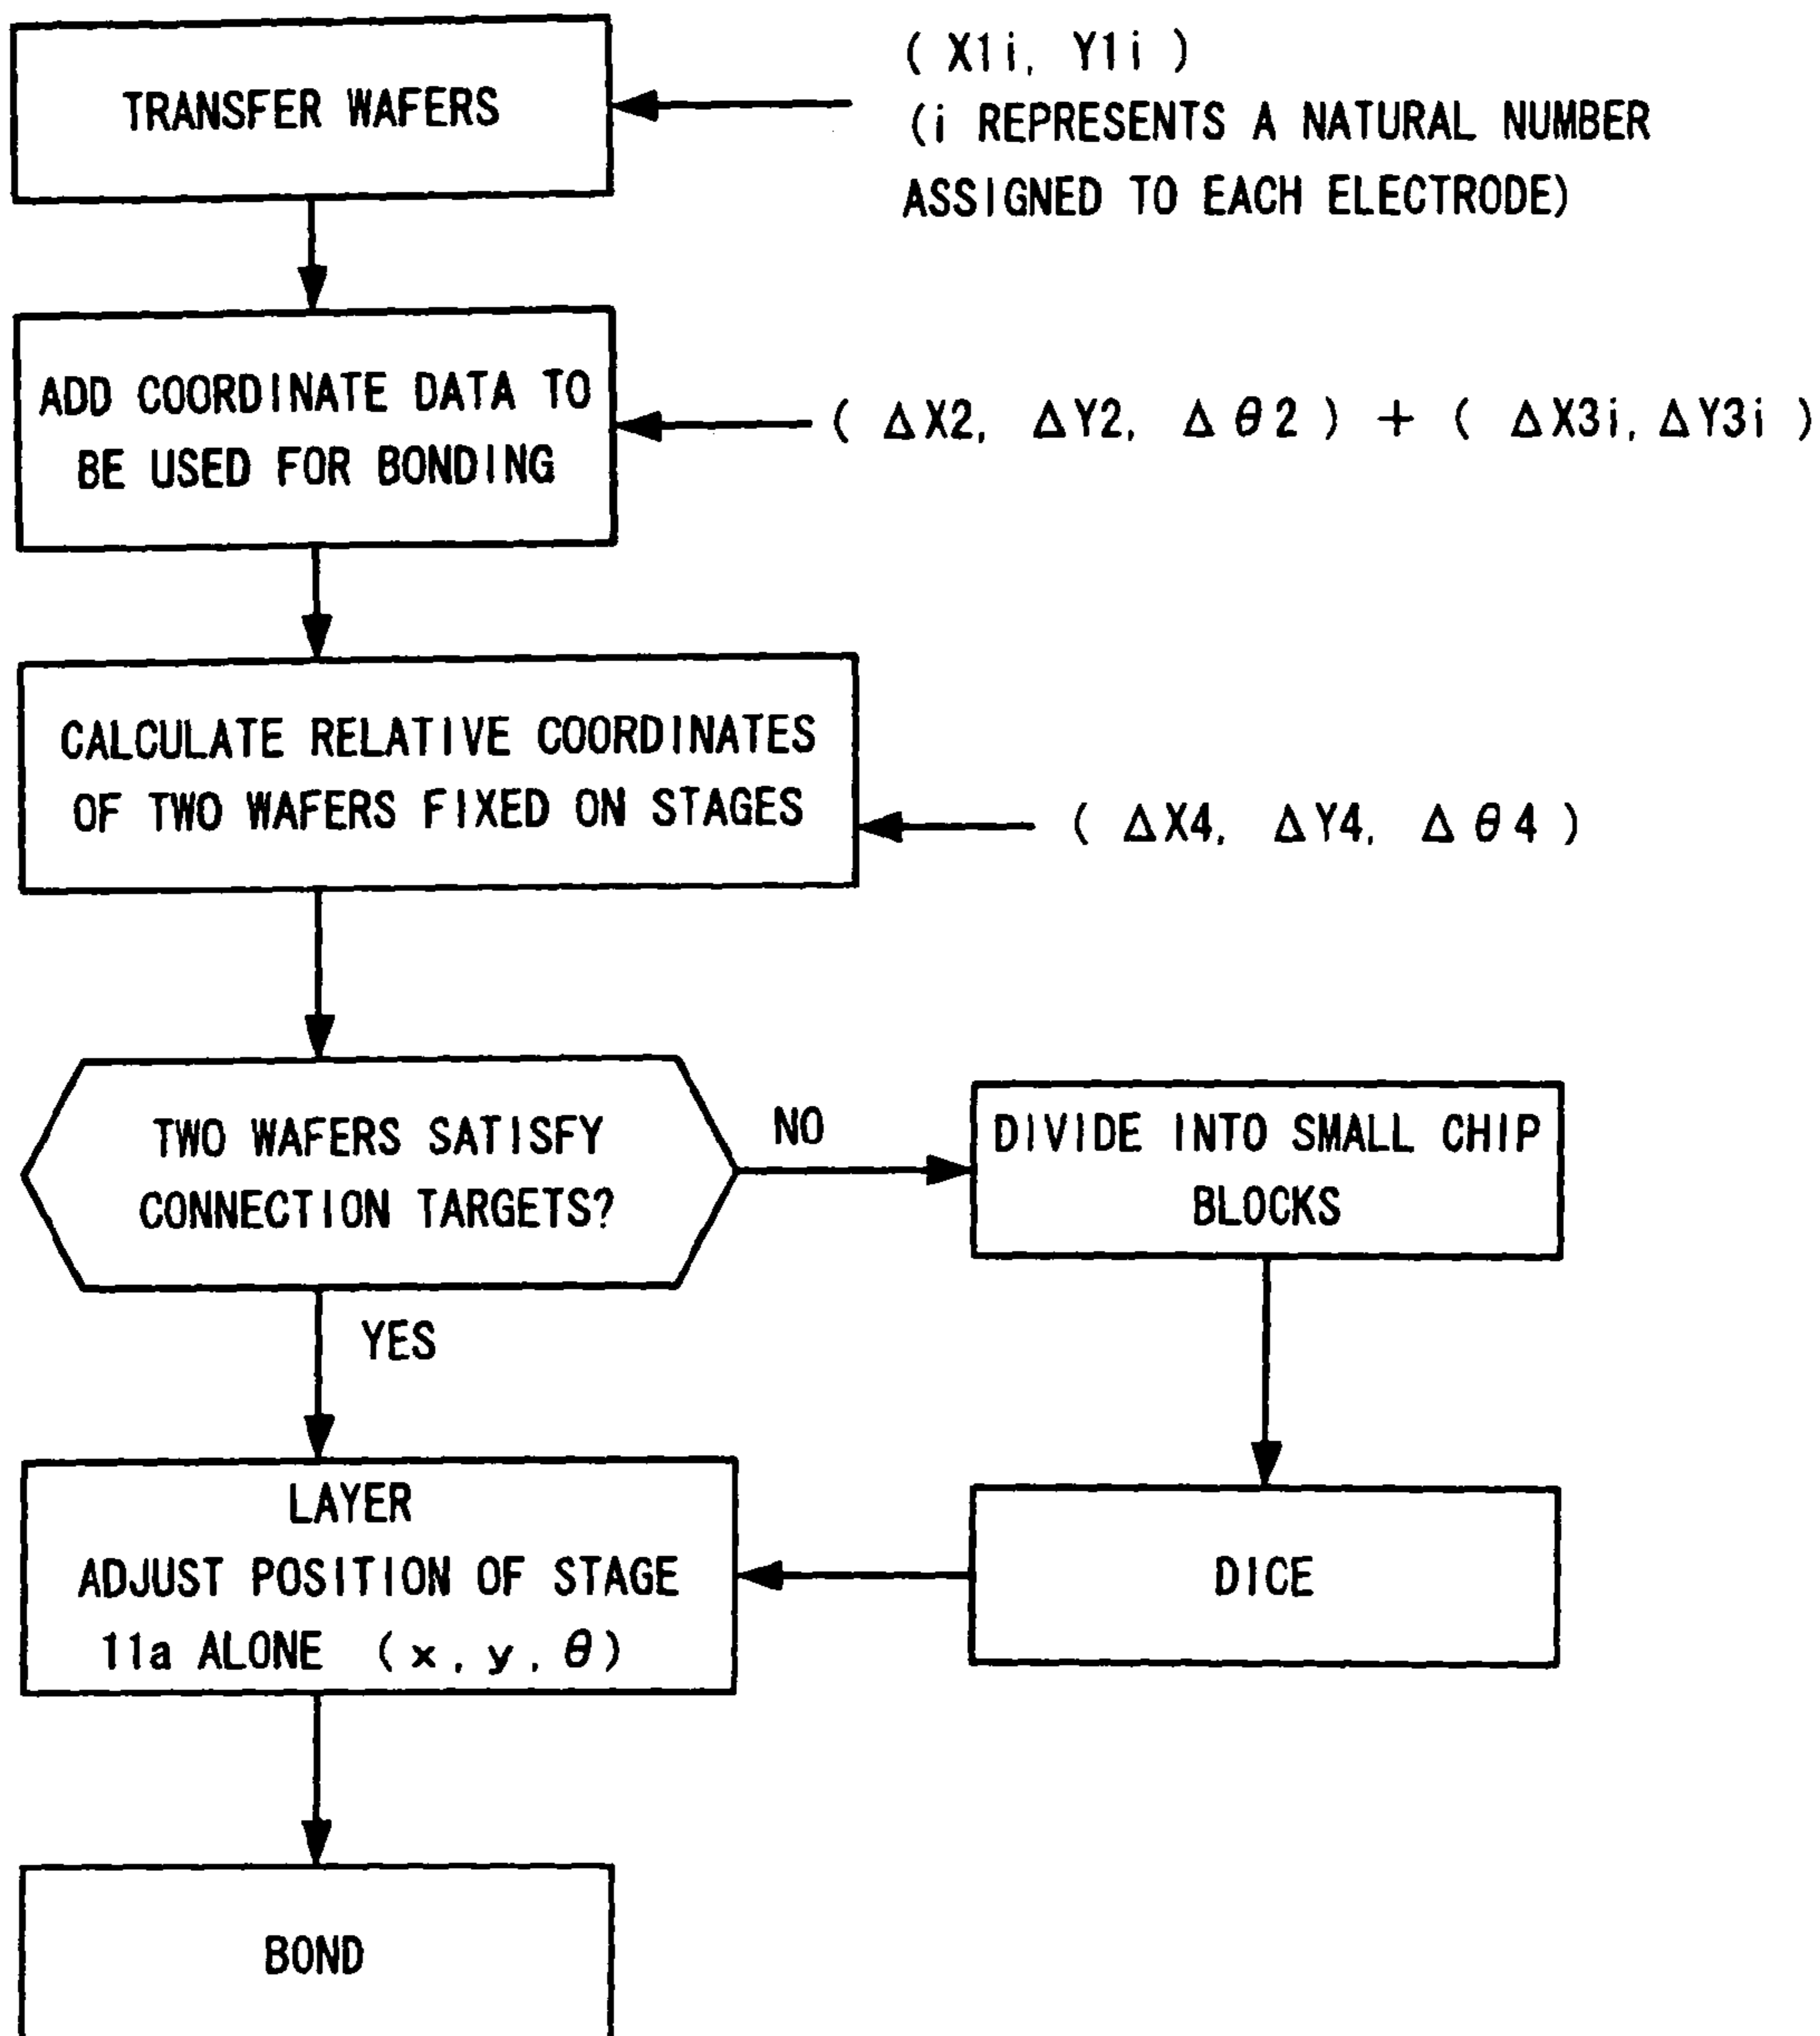 TRANSFER WAFERS
( X1i, Y1i )
(i REPRESENTS A NATURAL NUMBER
ASSIGNED TO EACH ELECTRODE)
ADD COORDINATE DATA TO
BE USED FOR BONDING
( ΔX2, ΔY2, Δθ2 ) + ( ΔX3i, ΔY3i )
CALCULATE RELATIVE COORDINATES
OF TWO WAFERS FIXED ON STAGES
( ΔX4, ΔY4, Δθ4 )
TWO WAFERS SATISFY
CONNECTION TARGETS?
NO
DIVIDE INTO SMALL CHIP
BLOCKS
YES
LAYER
ADJUST POSITION OF STAGE
11a ALONE (x, y, θ)
DICE
BOND